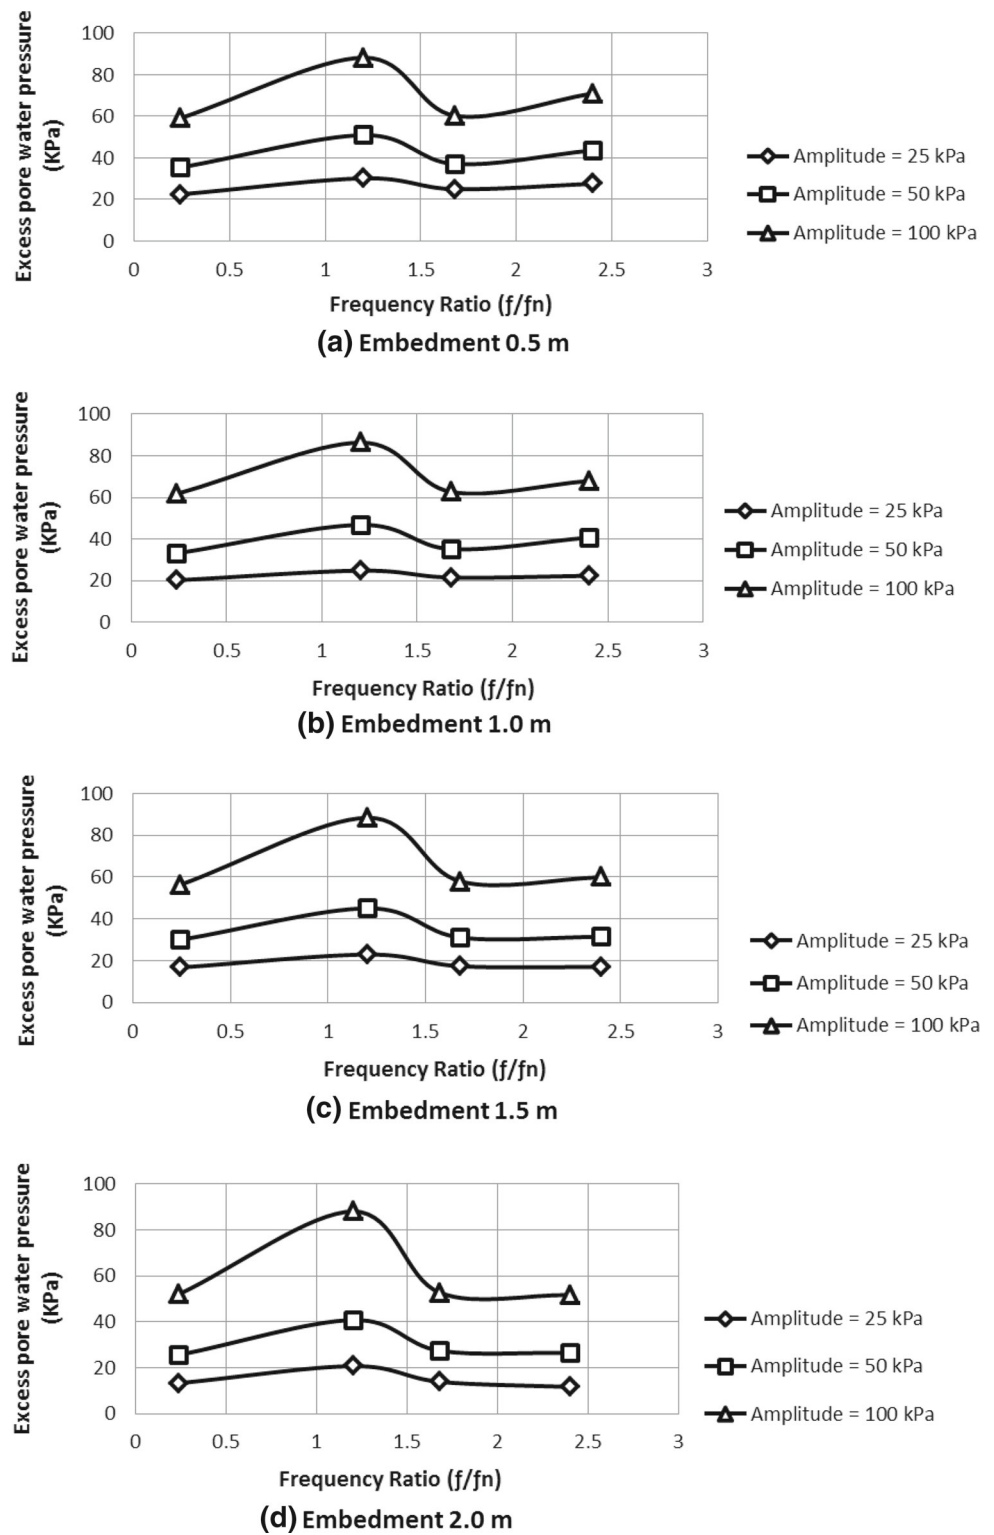 Excess pore water pressure
(KPa)
100
80
60
40
20
0
0 0.5 1 1.5 2 2.5 3
Frequency Ratio (ƒ/ƒn)
Amplitude = 25 kPa
Amplitude = 50 kPa
Amplitude = 100 kPa
(a) Embedment 0.5 m
Excess pore water pressure
(KPa)
100
80
60
40
20
0
0 0.5 1 1.5 2 2.5 3
Frequency Ratio (ƒ/ƒn)
Amplitude = 25 kPa
Amplitude = 50 kPa
Amplitude = 100 kPa
(b) Embedment 1.0 m
Excess pore water pressure
(KPa)
100
80
60
40
20
0
0 0.5 1 1.5 2 2.5 3
Frequency Ratio (ƒ/ƒn)
Amplitude = 25 kPa
Amplitude = 50 kPa
Amplitude = 100 kPa
(c) Embedment 1.5 m
Excess pore water pressure
(KPa)
100
80
60
40
20
0
0 0.5 1 1.5 2 2.5 3
Frequency Ratio (ƒ/ƒn)
Amplitude = 25 kPa
Amplitude = 50 kPa
Amplitude = 100 kPa
(d) Embedment 2.0 m